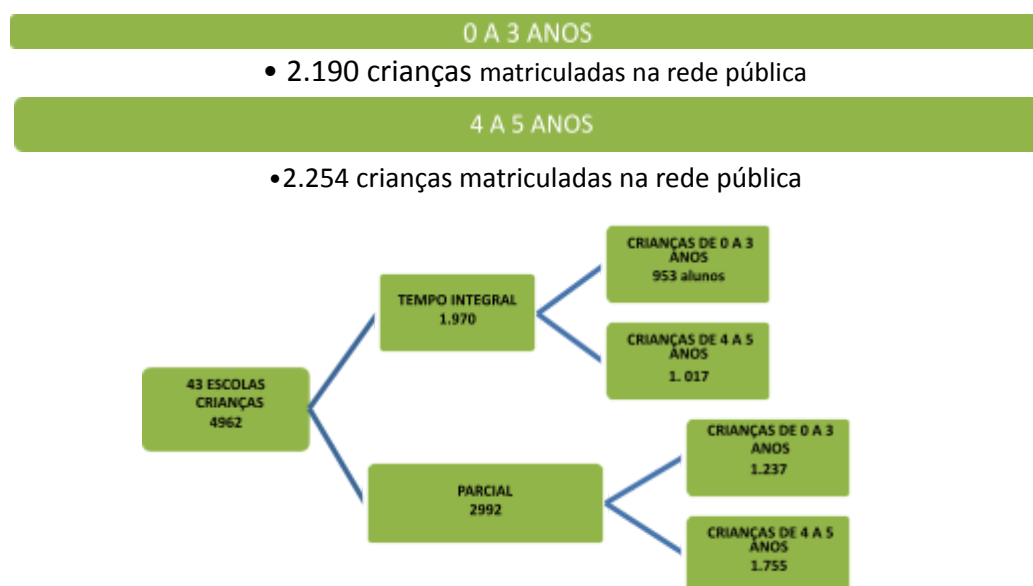 0 A 3 ANOS
• 2.190 crianças matriculadas na rede pública
4 A 5 ANOS
•2.254 crianças matriculadas na rede pública
CRIANÇAS DE 0 A 3
ANOS
953 alunos
TEMPO INTEGRAL
1.970
CRIANÇAS DE 4 A 5
ANOS
1. 017
43 ESCOLAS
CRIANÇAS
4962
CRIANÇAS DE 0 A 3
ANOS
1.237
PARCIAL
2992
CRIANÇAS DE 4 A 5
ANOS
1.755